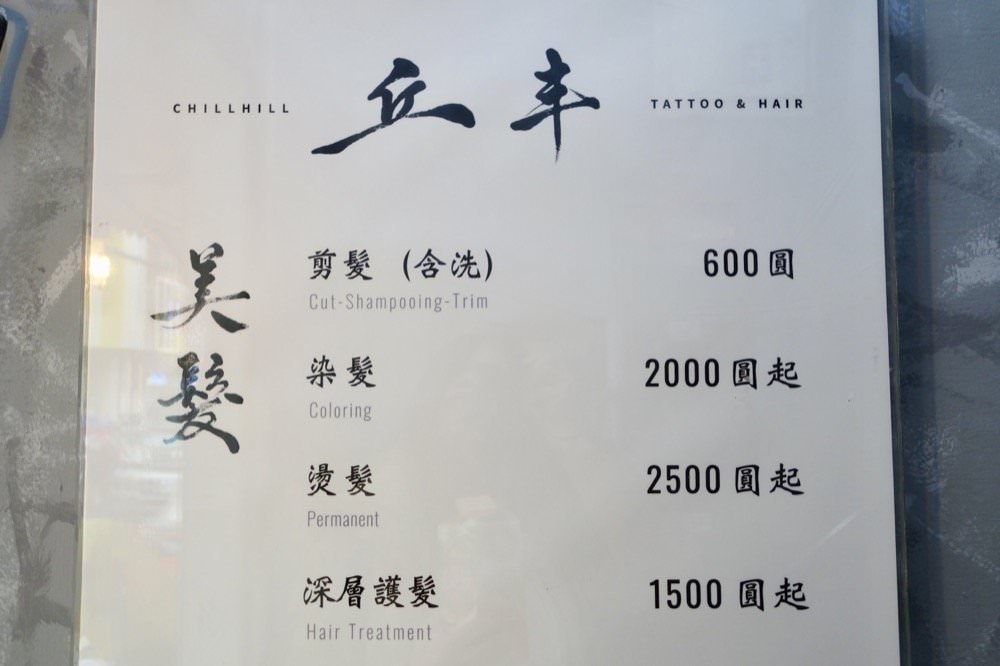 CHILLHILL 丘丰 TATTOO & HAIR
美髮
剪髮 (含洗) 600圓
Cut-Shampooing-Trim
染髮 2000圓起
Coloring
燙髮 2500圓起
Permanent
深層護髮 1500圓起
Hair Treatment